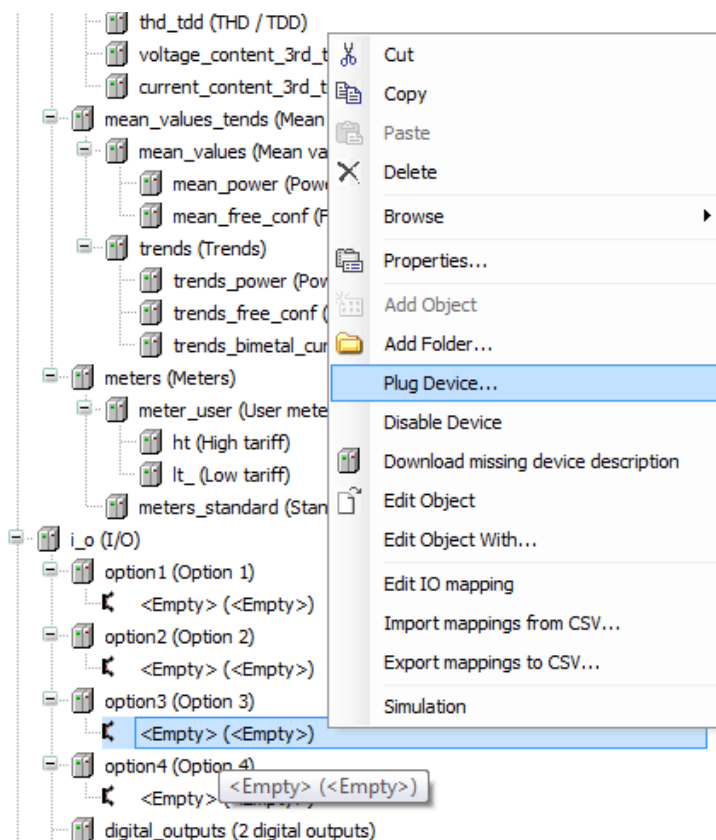 thd_tdd (THD / TDD)
voltage_content_3rd_t
current_content_3rd_t
mean_values_tends (Mean
mean_values (Mean va
mean_power (Pow
mean_free_conf (F
trends (Trends)
trends_power (Pow
trends_free_conf (
trends_bimetal_cur
meters (Meters)
meter_user (User mete
ht (High tariff)
lt_ (Low tariff)
meters_standard (Stan
i_o (I/O)
option1 (Option 1)
<Empty> (<Empty>)
option2 (Option 2)
<Empty> (<Empty>)
option3 (Option 3)
<Empty> (<Empty>)
option4 (Option 4)
<Empty>
digital_outputs (2 digital outputs)
Cut
Copy
Paste
Delete
Browse
Properties...
Add Object
Add Folder...
Plug Device...
Disable Device
Download missing device description
Edit Object
Edit Object With...
Edit IO mapping
Import mappings from CSV...
Export mappings to CSV...
Simulation
<Empty> (<Empty>)